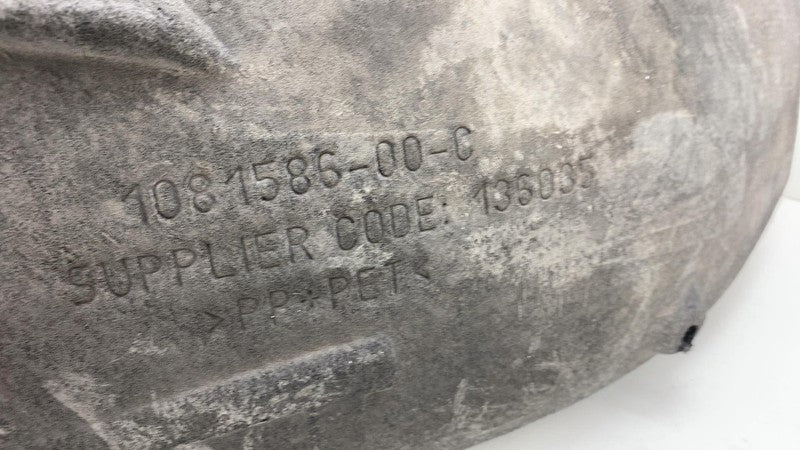 1081586-00-C
SUPPLIER CODE: 136035
>PP+PET<